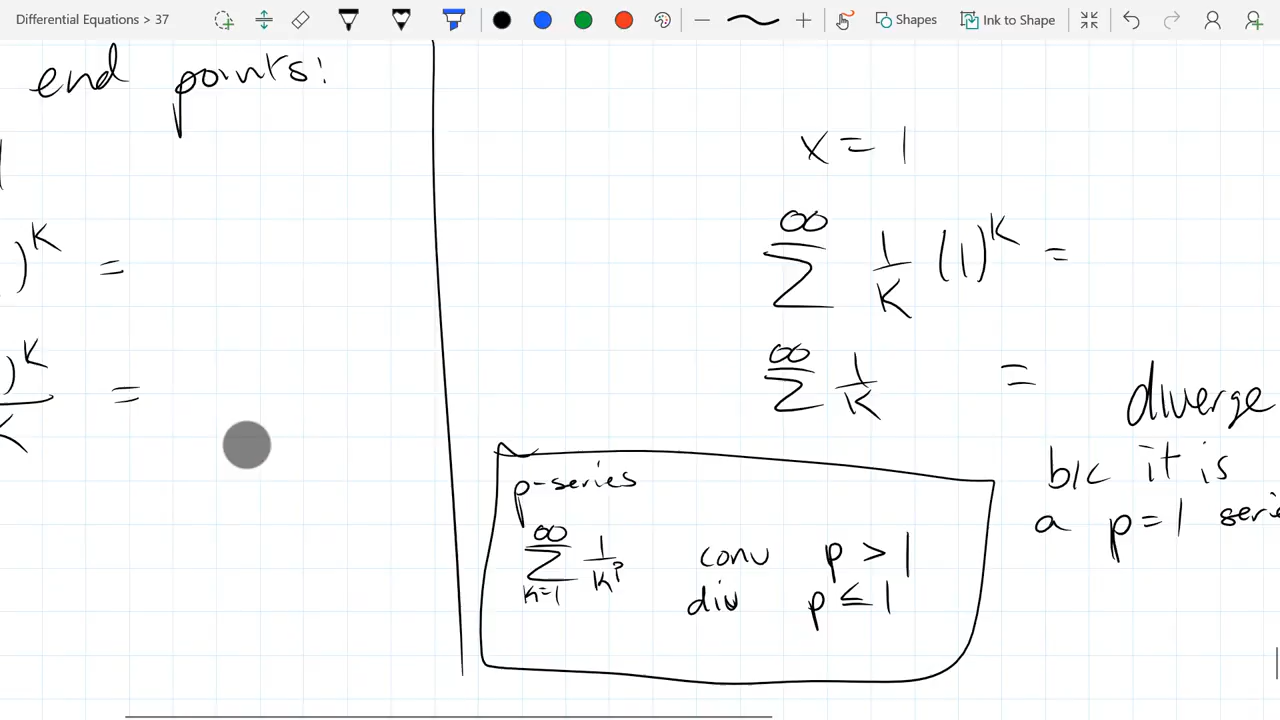 Differential Equations > 37
Shapes
Ink to Shape
end points:
)^K =
)^K
K
=
x = 1
∞
Σ 1/K (1)^K =
∞
Σ 1/K = diverge
b/c it is
a p=1 serie
p-series
∞
Σ 1/K^p conv p > 1
K=1 div p ≤ 1